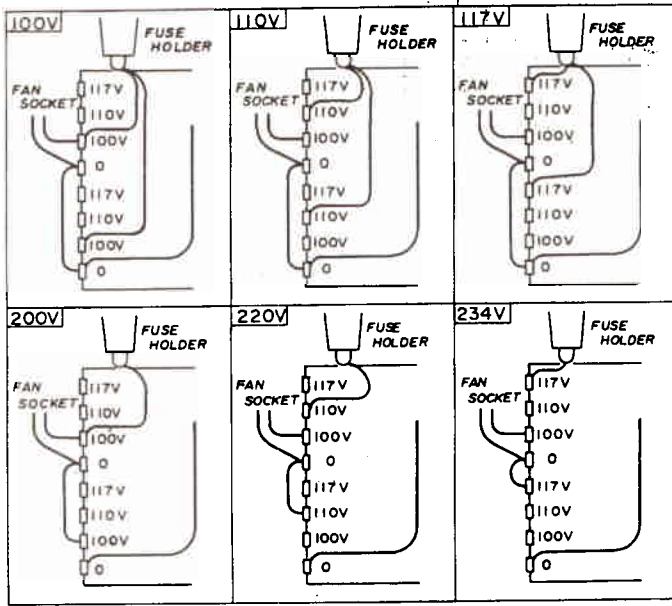 100V
FUSE
HOLDER
FAN
SOCKET
117V
110V
100V
0
117V
110V
100V
0
110V
FUSE
HOLDER
FAN
SOCKET
117V
110V
100V
0
117V
110V
100V
0
117V
FUSE
HOLDER
FAN
SOCKET
117V
110V
100V
0
117V
110V
100V
0
200V
FUSE
HOLDER
FAN
SOCKET
117V
110V
100V
0
117V
110V
100V
0
220V
FUSE
HOLDER
FAN
SOCKET
117V
110V
100V
0
117V
110V
100V
0
234V
FUSE
HOLDER
FAN
SOCKET
117V
110V
100V
0
117V
110V
100V
0